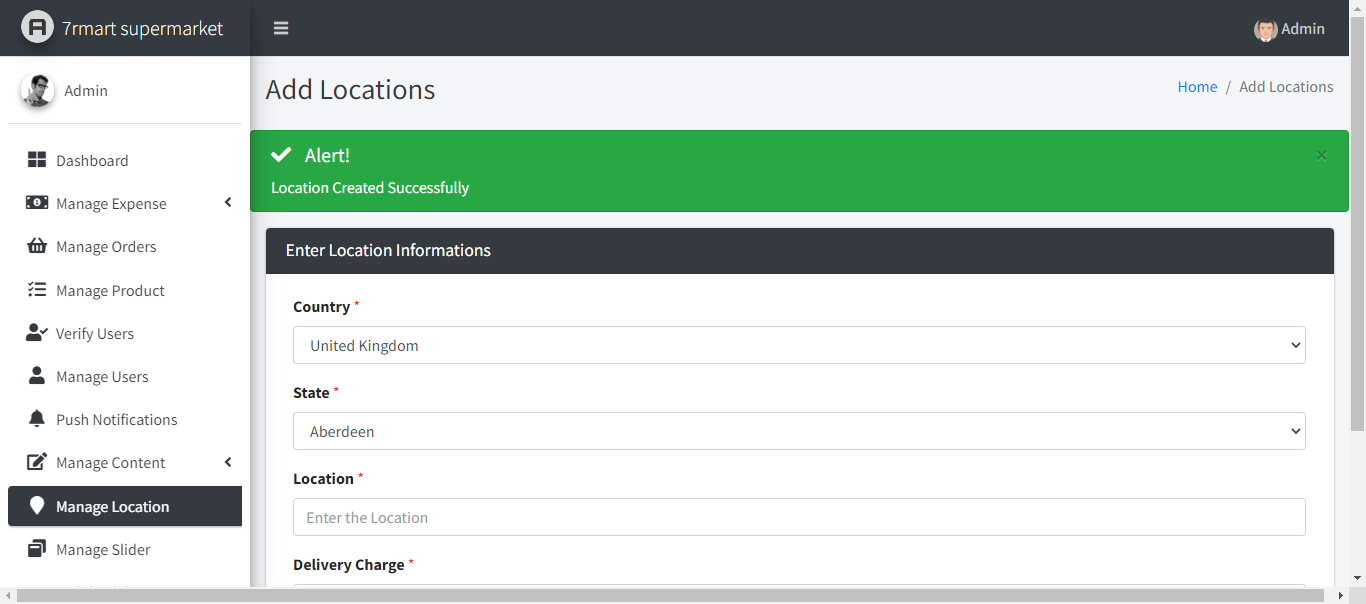 7rmart supermarket
Admin
Admin
Add Locations
Home / Add Locations
Alert!
×
Location Created Successfully
Dashboard
Manage Expense
Manage Orders
Manage Product
Verify Users
Manage Users
Push Notifications
Manage Content
Manage Location
Manage Slider
Enter Location Informations
Country *
United Kingdom
State *
Aberdeen
Location *
Enter the Location
Delivery Charge *